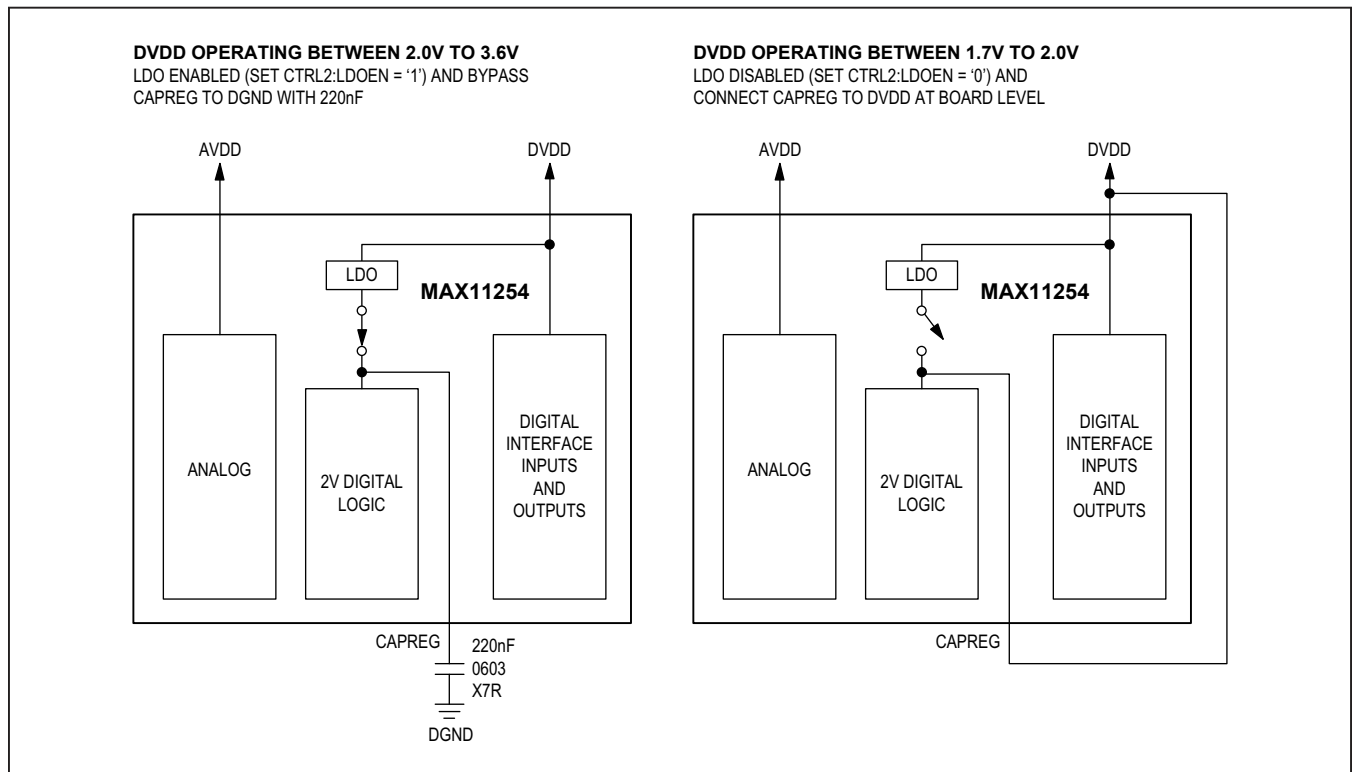 DVDD OPERATING BETWEEN 2.0V TO 3.6V
LDO ENABLED (SET CTRL2:LDOEN = ‘1’) AND BYPASS
CAPREG TO DGND WITH 220nF
AVDD
DVDD
LDO
MAX11254
ANALOG
2V DIGITAL
LOGIC
DIGITAL
INTERFACE
INPUTS
AND
OUTPUTS
CAPREG
220nF
0603
X7R
DGND
DVDD OPERATING BETWEEN 1.7V TO 2.0V
LDO DISABLED (SET CTRL2:LDOEN = ‘0’) AND
CONNECT CAPREG TO DVDD AT BOARD LEVEL
AVDD
DVDD
LDO
MAX11254
ANALOG
2V DIGITAL
LOGIC
DIGITAL
INTERFACE
INPUTS
AND
OUTPUTS
CAPREG